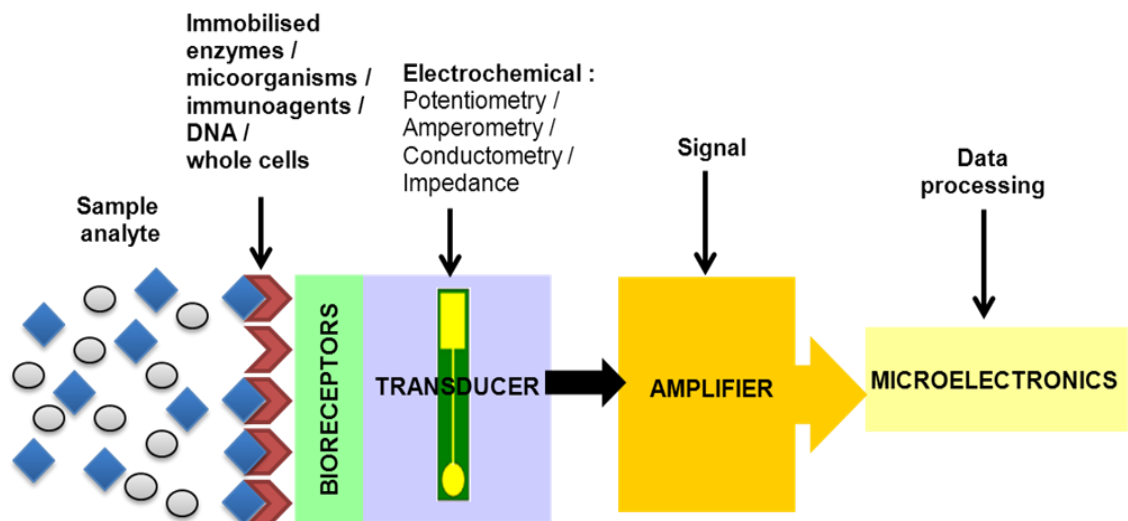 Immobilised
enzymes /
micoorganisms /
immunoagents /
DNA /
whole cells
Electrochemical :
Potentiometry /
Amperometry /
Conductometry /
Impedance
Signal
Data
processing
Sample
analyte
BIORECEPTORS
TRANSDUCER
AMPLIFIER
MICROELECTRONICS